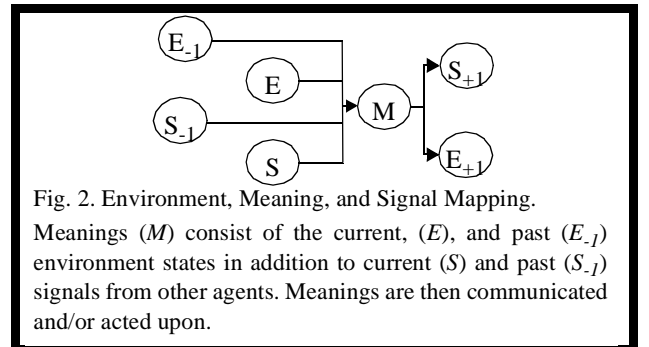 E-1
S+1
E
M
S-1
E+1
S
Fig. 2. Environment, Meaning, and Signal Mapping.
Meanings (M) consist of the current, (E), and past (E-1)
environment states in addition to current (S) and past (S-1)
signals from other agents. Meanings are then communicated
and/or acted upon.